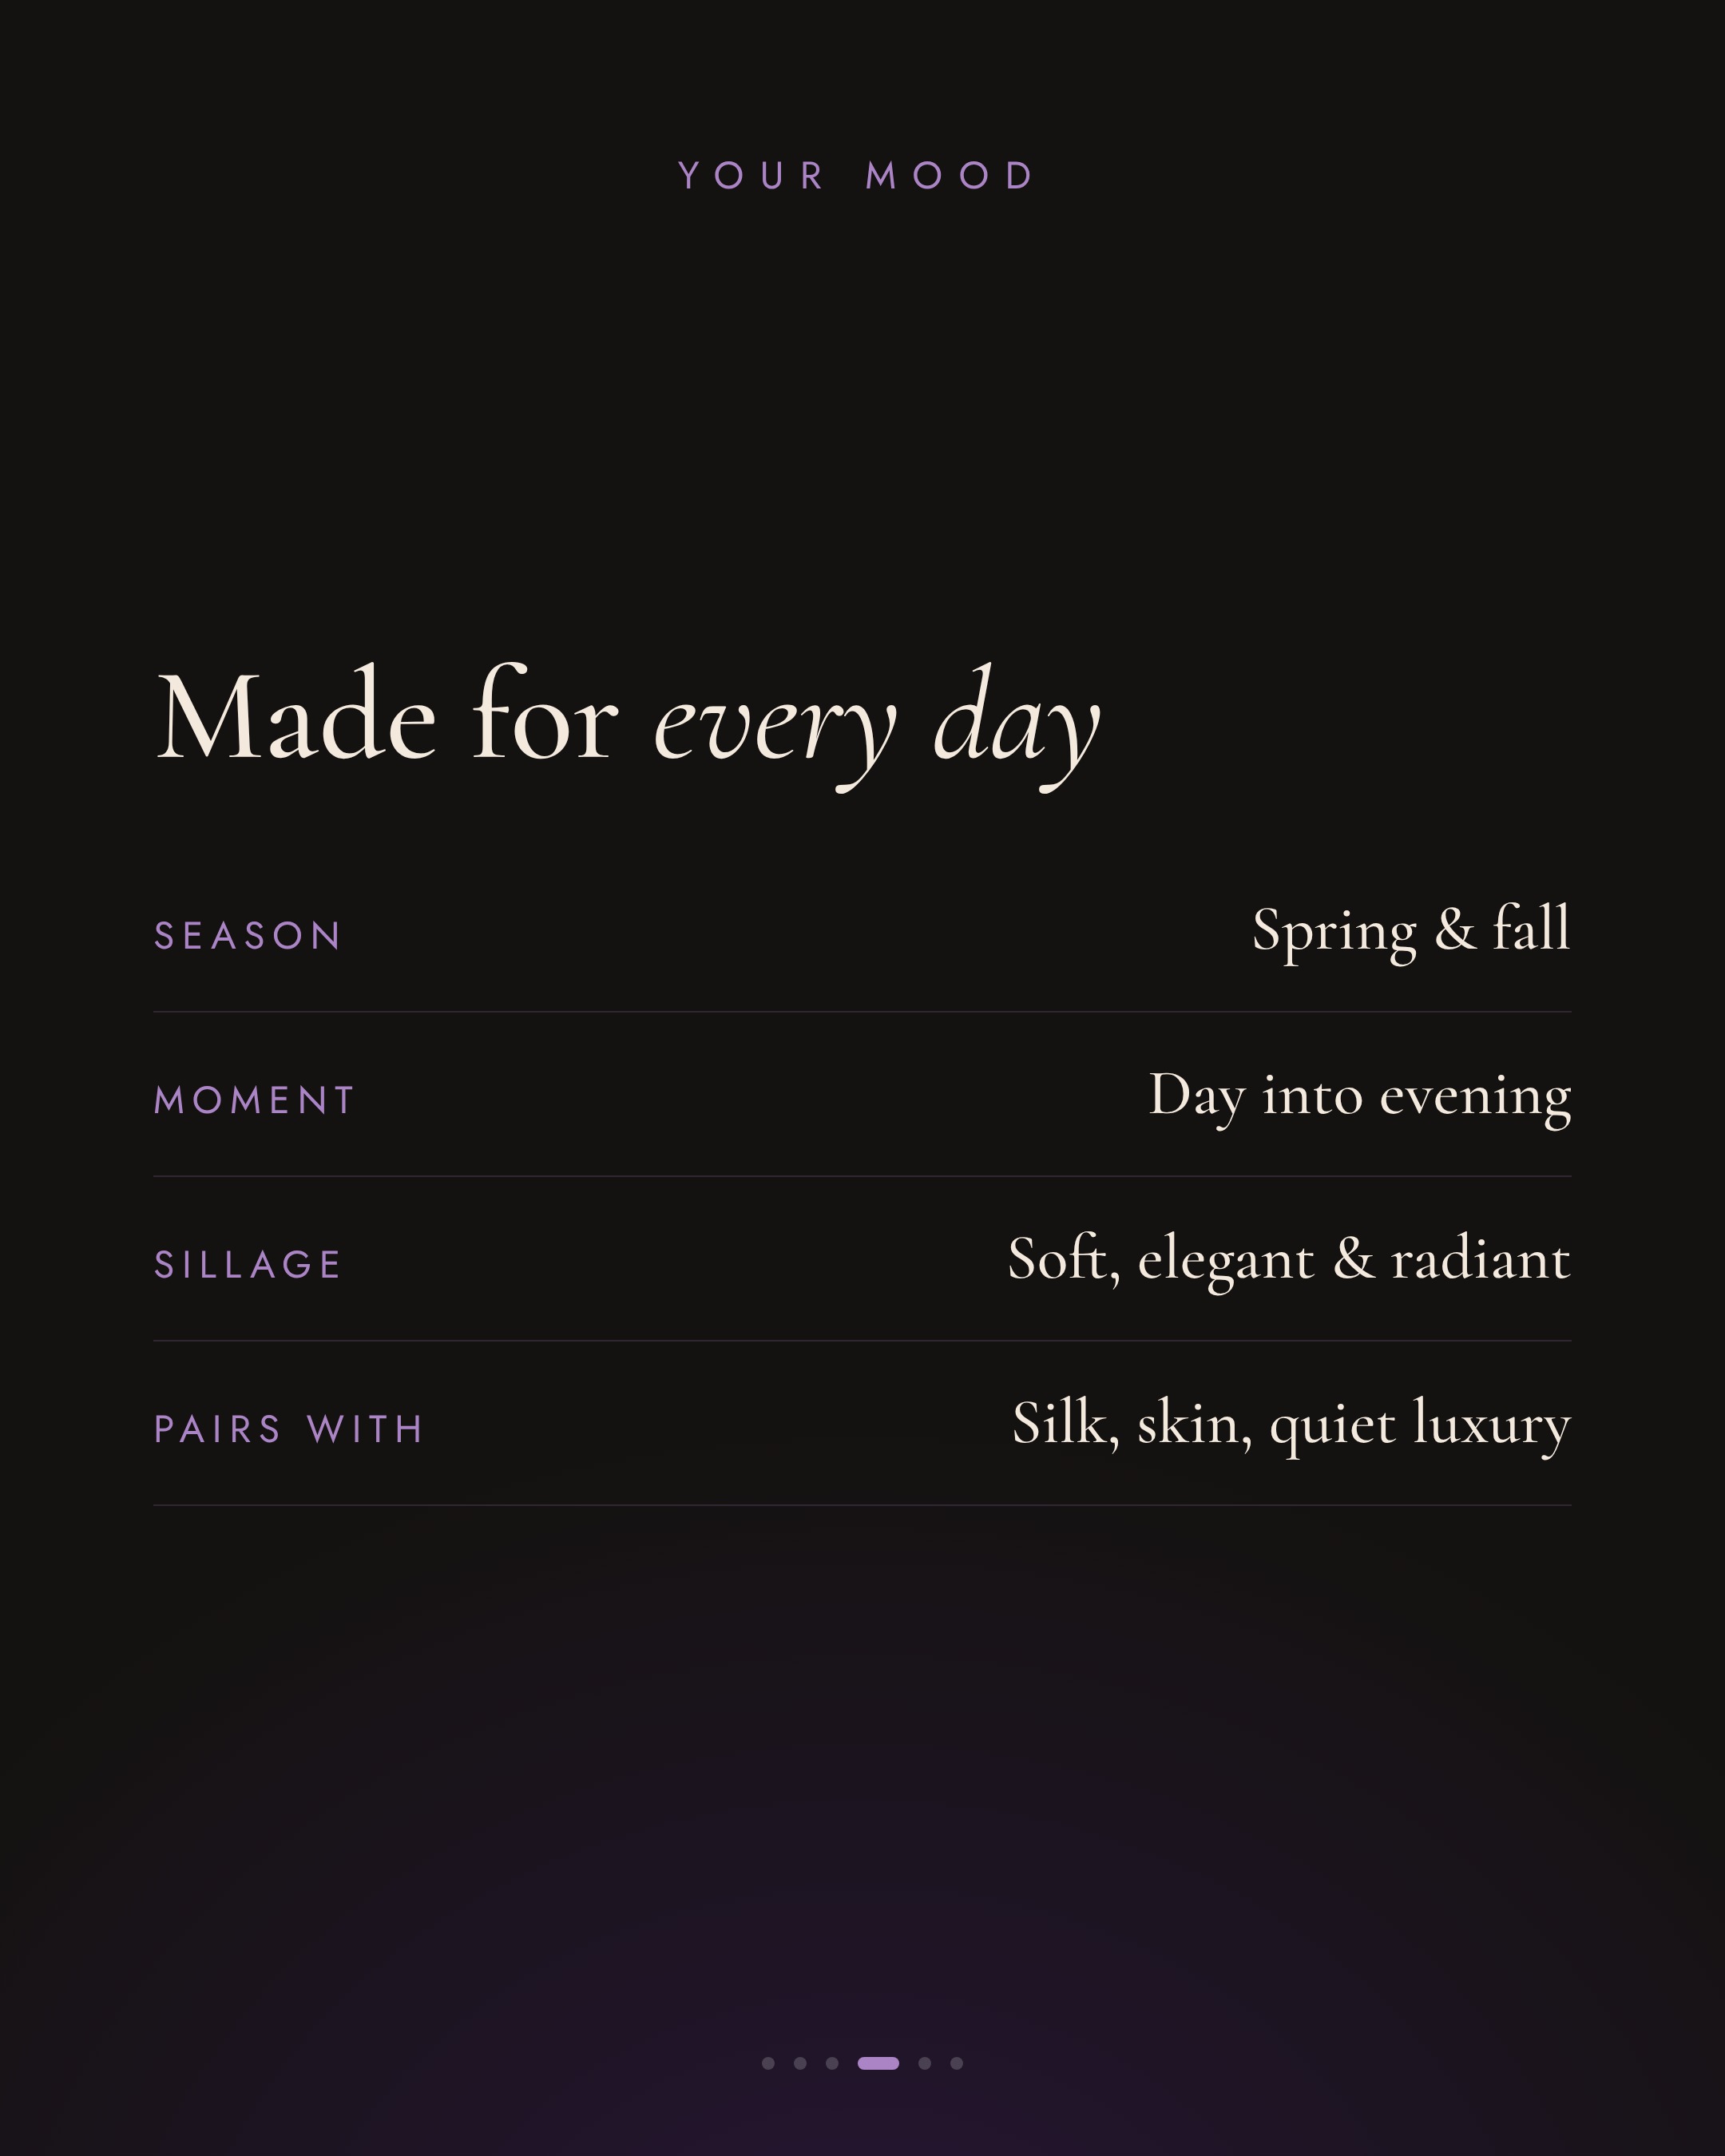 YOUR MOOD
Made for every day
SEASON Spring & fall
MOMENT Day into evening
SILLAGE Soft, elegant & radiant
PAIRS WITH Silk, skin, quiet luxury